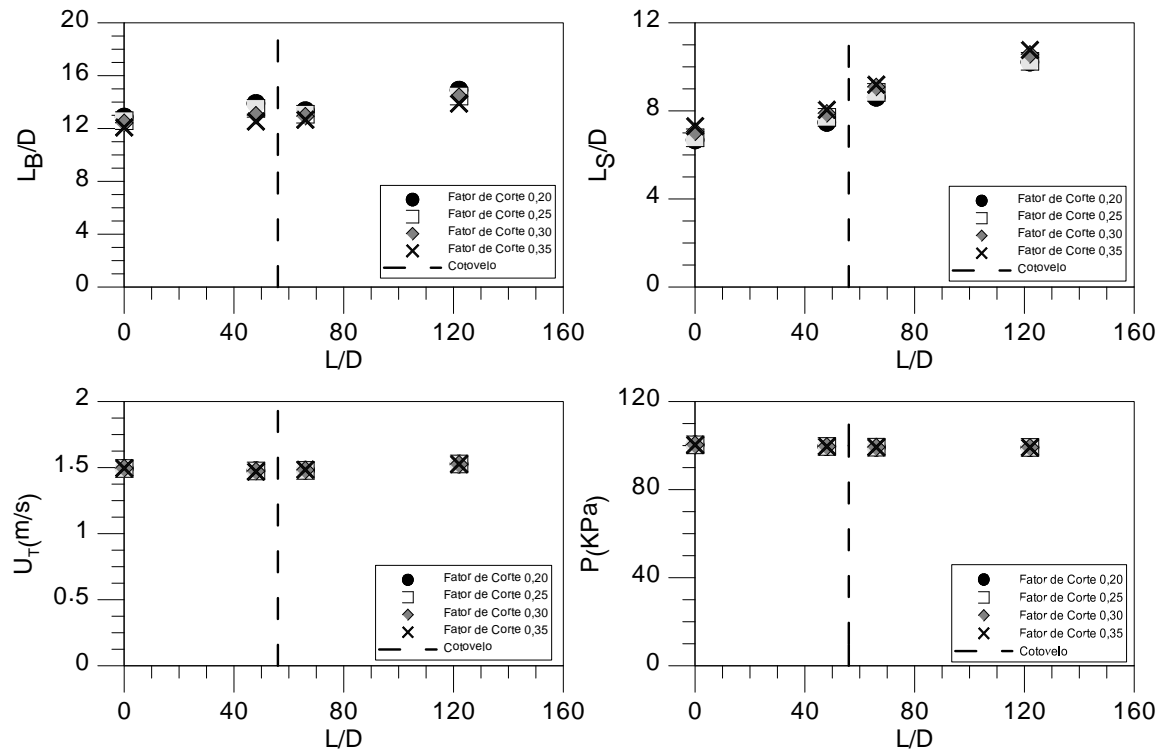 20
16
12
8
4
0
L_B/D
Fator de Corte 0,20
Fator de Corte 0,25
Fator de Corte 0,30
Fator de Corte 0,35
Cotovelo
0 40 80 120 160
L/D
12
8
4
0
L_S/D
Fator de Corte 0,20
Fator de Corte 0,25
Fator de Corte 0,30
Fator de Corte 0,35
Cotovelo
0 40 80 120 160
L/D
2
1.5
1
0.5
0
U_T(m/s)
Fator de Corte 0,20
Fator de Corte 0,25
Fator de Corte 0,30
Fator de Corte 0,35
Cotovelo
0 40 80 120 160
L/D
120
80
40
0
P(KPa)
Fator de Corte 0,20
Fator de Corte 0,25
Fator de Corte 0,30
Fator de Corte 0,35
Cotovelo
0 40 80 120 160
L/D